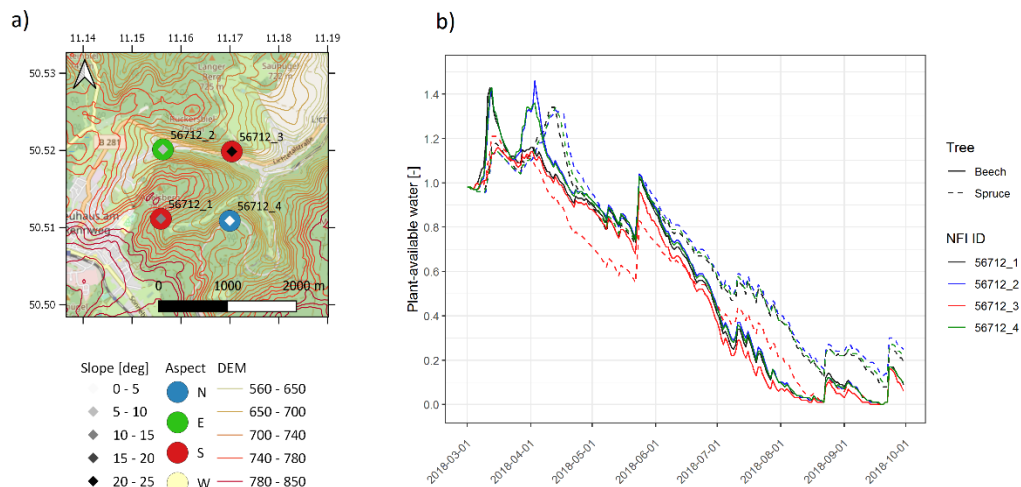 a)
11.14 11.15 11.16 11.17 11.18 11.19
50.53
50.52
50.51
50.50
Langer
Berg
725 m
722 m
B 281
56712_2
56712_3
56712_1
56712_4
0 1000 2000 m
Slope [deg]
0 - 5
5 - 10
10 - 15
15 - 20
20 - 25
Aspect
N
E
S
W
DEM
560 - 650
650 - 700
700 - 740
740 - 780
780 - 850
b)
Plant-available water [-]
1.4
1.2
1.0
0.8
0.6
0.4
0.2
0.0
2018-03-01
2018-04-01
2018-05-01
2018-06-01
2018-07-01
2018-08-01
2018-09-01
2018-10-01
Tree
Beech
Spruce
NFI ID
56712_1
56712_2
56712_3
56712_4